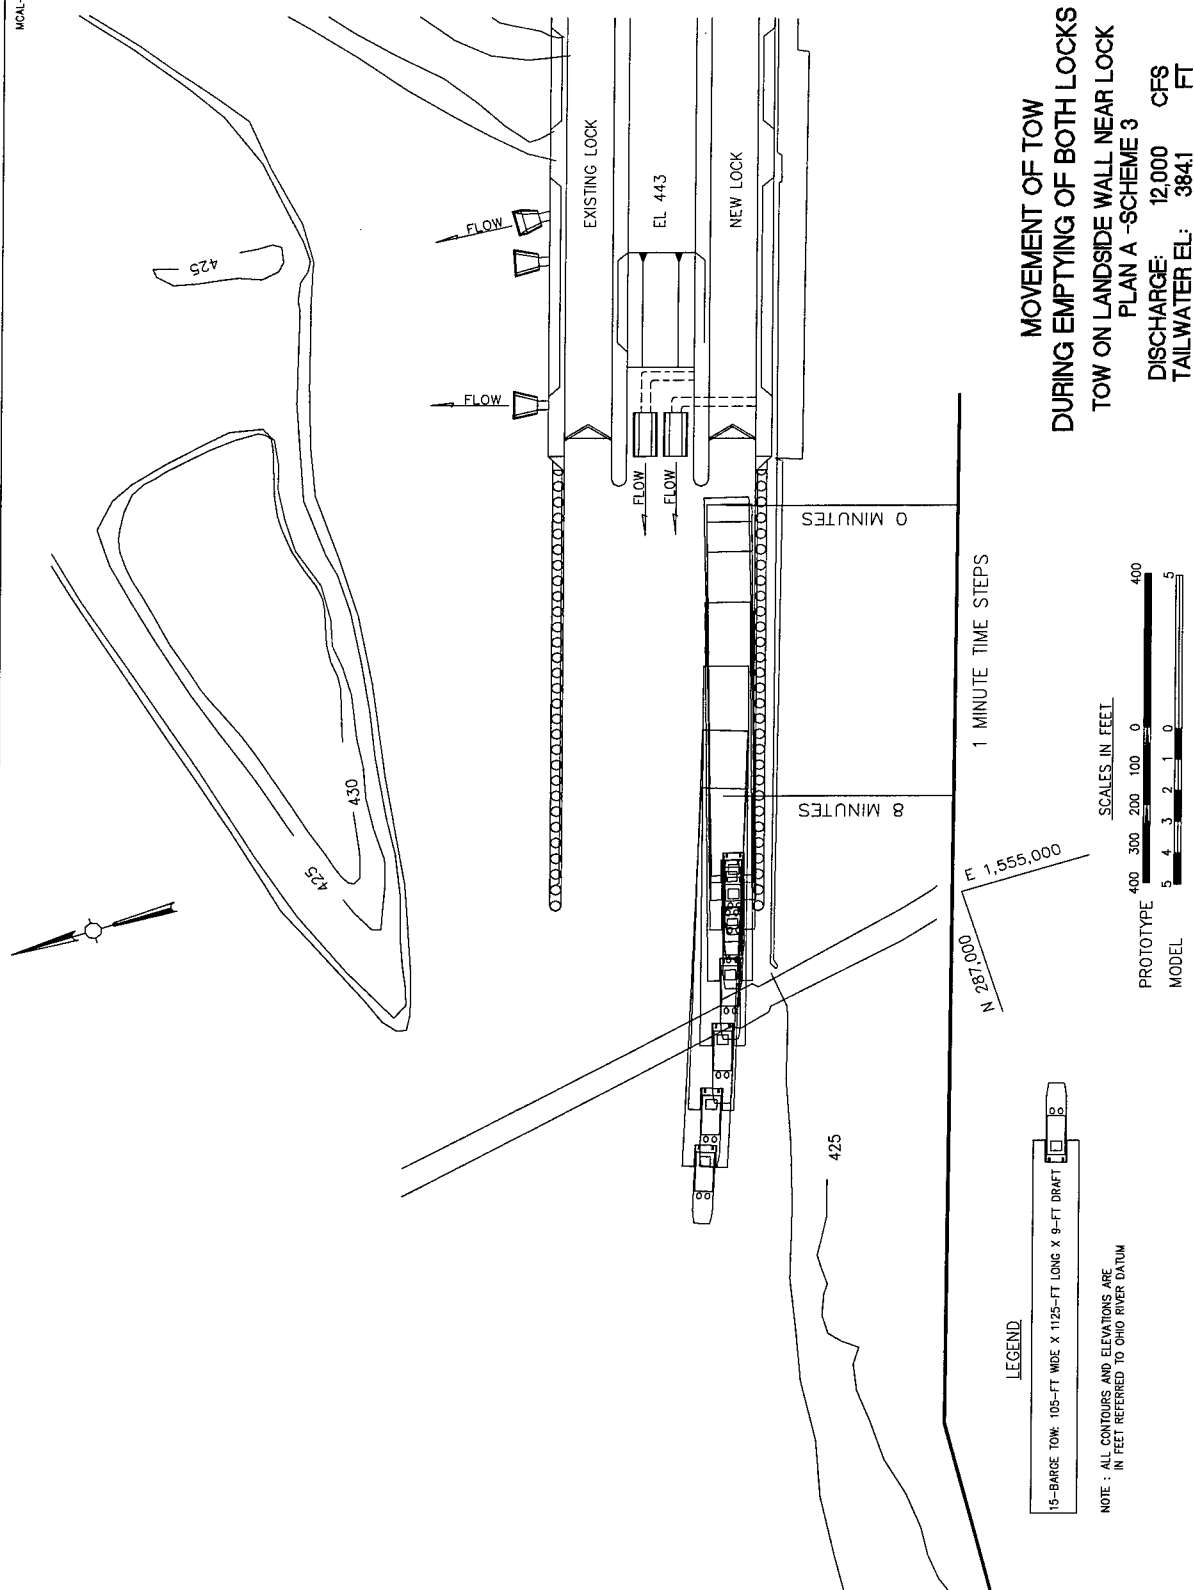 MCAL-
425
FLOW
FLOW
EXISTING LOCK
EL 443
NEW LOCK
FLOW
FLOW
430
425
0 MINUTES
8 MINUTES
1 MINUTE TIME STEPS
E 1,555,000
N 287,000
425
MOVEMENT OF TOW
DURING EMPTYING OF BOTH LOCKS
TOW ON LANDSIDE WALL NEAR LOCK
PLAN A -SCHEME 3
DISCHARGE: 12,000 CFS
TAILWATER EL: 384.1 FT
SCALES IN FEET
PROTOTYPE 400 300 200 100 0 400
MODEL 5 4 3 2 1 0 5
LEGEND
15-BARGE TOW: 105-FT WIDE X 1125-FT LONG X 9-FT DRAFT
NOTE : ALL CONTOURS AND ELEVATIONS ARE
IN FEET REFERRED TO OHIO RIVER DATUM